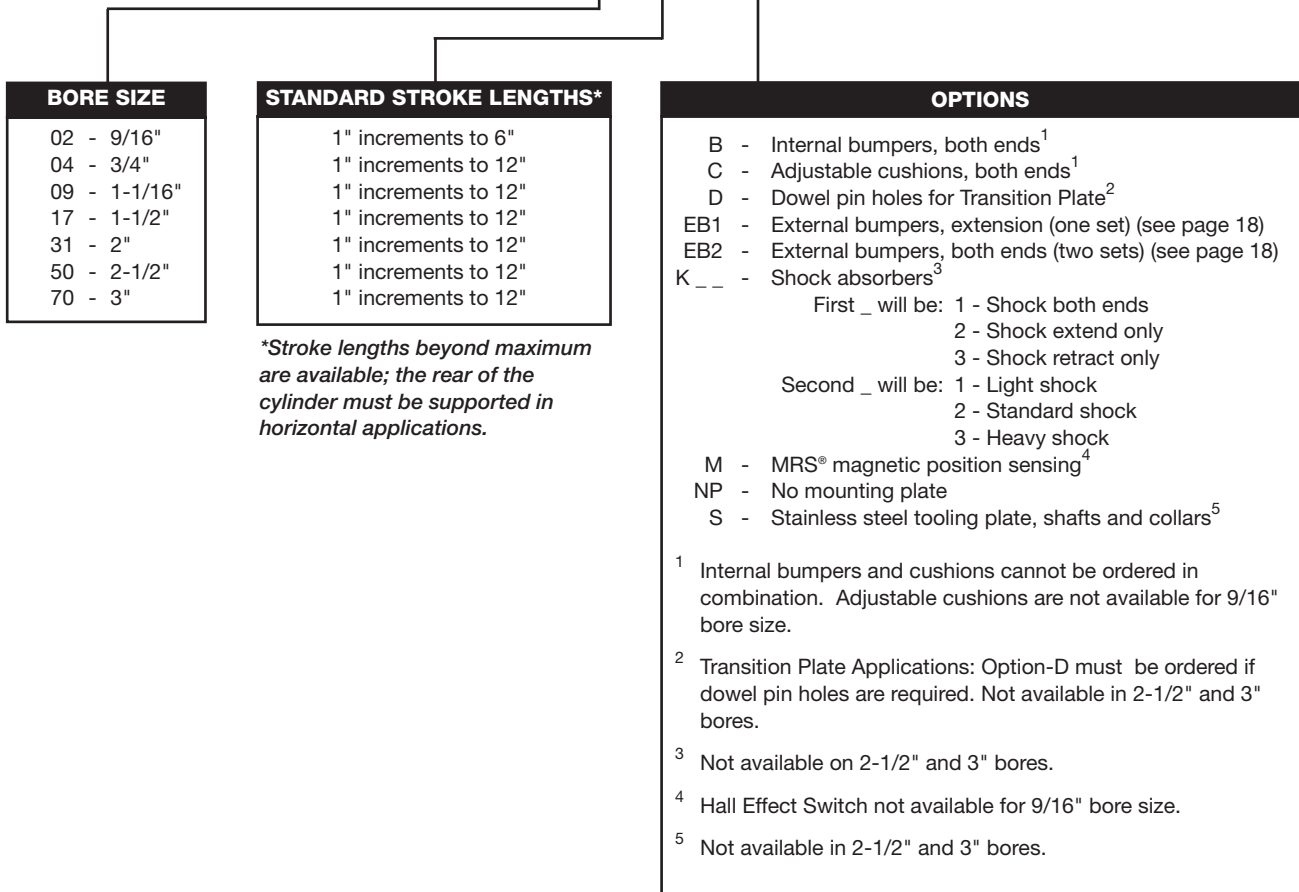 BORE SIZE
02 - 9/16"
04 - 3/4"
09 - 1-1/16"
17 - 1-1/2"
31 - 2"
50 - 2-1/2"
70 - 3"
STANDARD STROKE LENGTHS*
1" increments to 6"
1" increments to 12"
1" increments to 12"
1" increments to 12"
1" increments to 12"
1" increments to 12"
1" increments to 12"
*Stroke lengths beyond maximum
are available; the rear of the
cylinder must be supported in
horizontal applications.
OPTIONS
B - Internal bumpers, both ends1
C - Adjustable cushions, both ends1
D - Dowel pin holes for Transition Plate2
EB1 - External bumpers, extension (one set) (see page 18)
EB2 - External bumpers, both ends (two sets) (see page 18)
K _ _ - Shock absorbers3
First _ will be: 1 - Shock both ends
2 - Shock extend only
3 - Shock retract only
Second _ will be: 1 - Light shock
2 - Standard shock
3 - Heavy shock
M - MRS® magnetic position sensing4
NP - No mounting plate
S - Stainless steel tooling plate, shafts and collars5
1 Internal bumpers and cushions cannot be ordered in
combination. Adjustable cushions are not available for 9/16"
bore size.
2 Transition Plate Applications: Option-D must be ordered if
dowel pin holes are required. Not available in 2-1/2" and 3"
bores.
3 Not available on 2-1/2" and 3" bores.
4 Hall Effect Switch not available for 9/16" bore size.
5 Not available in 2-1/2" and 3" bores.